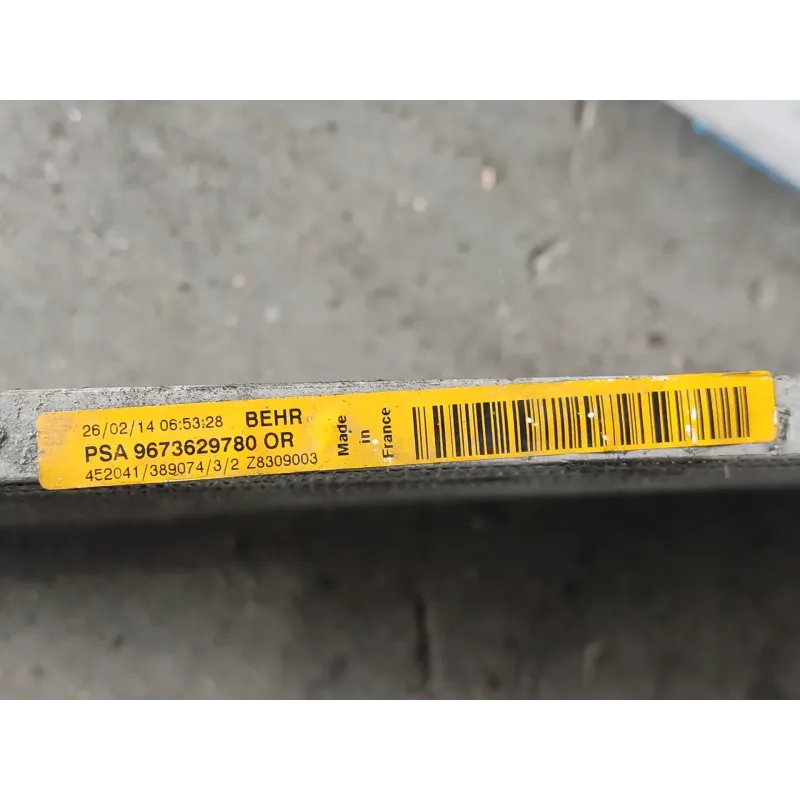 26/02/14 06:53:28 BEHR
PSA 9673629780 OR
452041/389074/3/2 Z8309003
Made
in
France